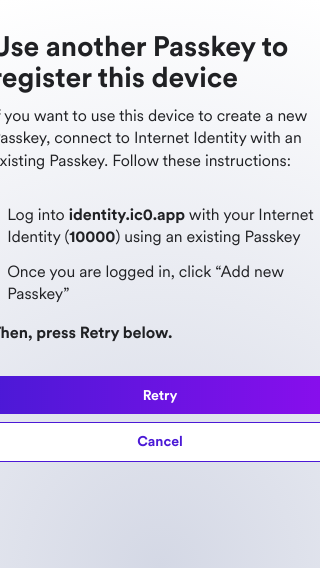 Use another Passkey to
register this device
If you want to use this device to create a new
Passkey, connect to Internet Identity with an
existing Passkey. Follow these instructions:
Log into identity.ic0.app with your Internet
Identity (10000) using an existing Passkey
Once you are logged in, click “Add new
Passkey”
Then, press Retry below.
Retry
Cancel